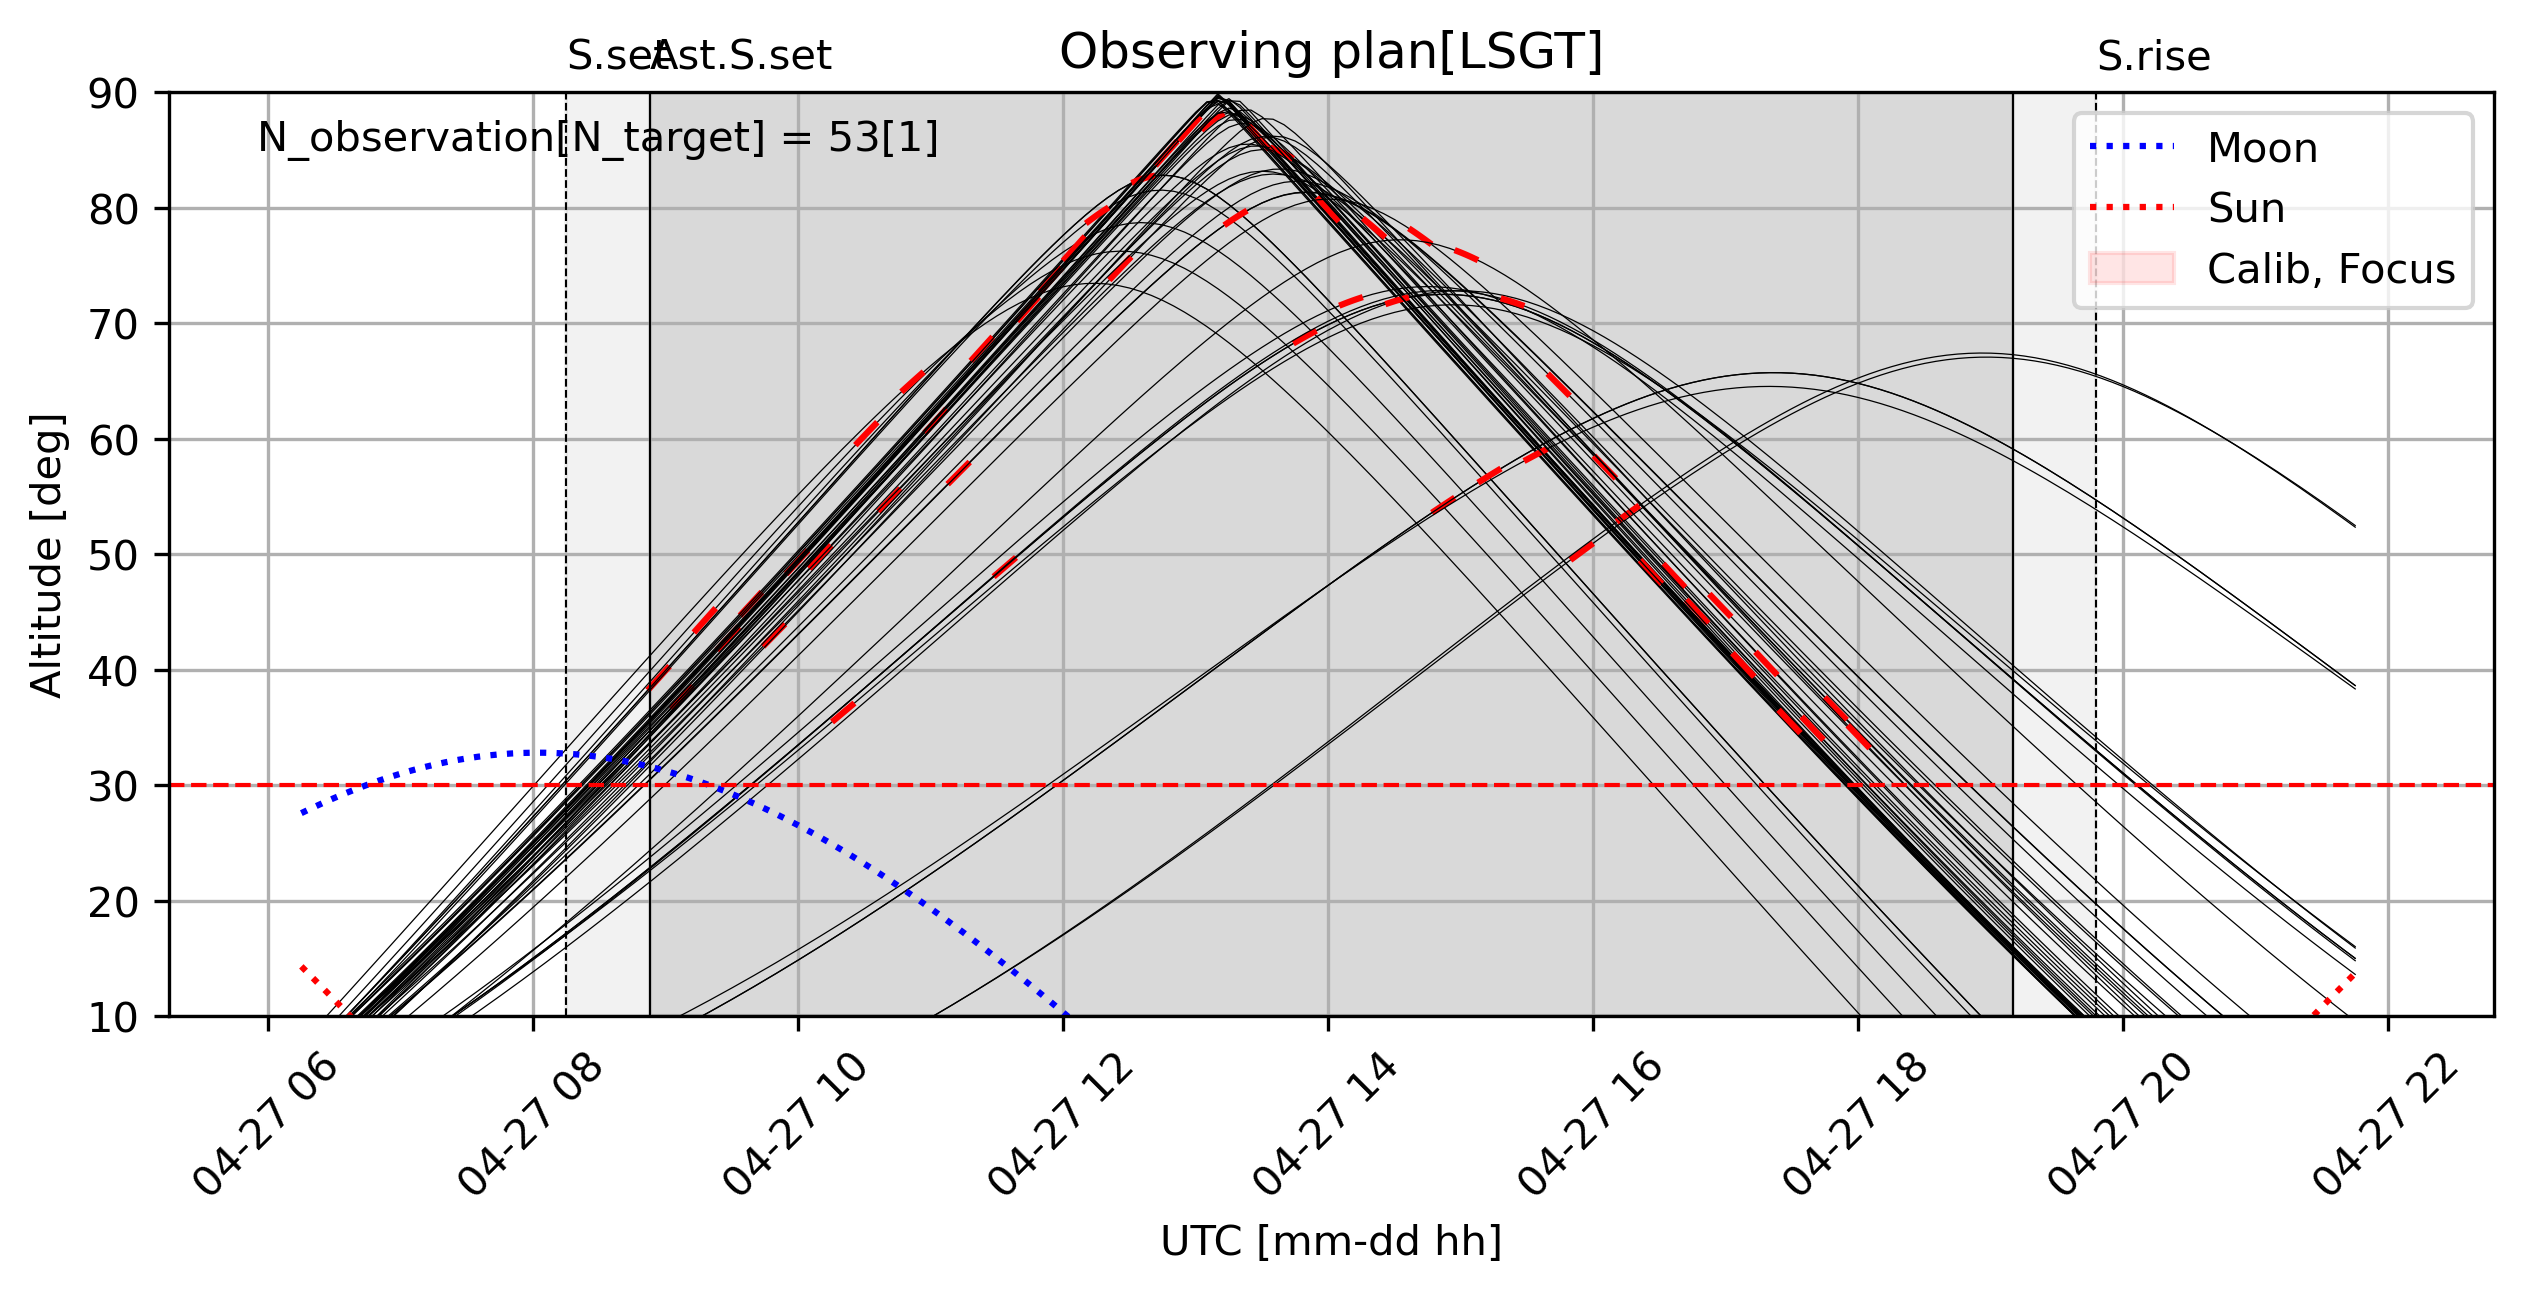 S.set
Ast.S.set
Observing plan[LSGT]
S.rise
N_observation[N_target] = 53[1]
Moon
Sun
Calib, Focus
Altitude [deg]
90
80
70
60
50
40
30
20
10
04-27 06
04-27 08
04-27 10
04-27 12
04-27 14
04-27 16
04-27 18
04-27 20
04-27 22
UTC [mm-dd hh]